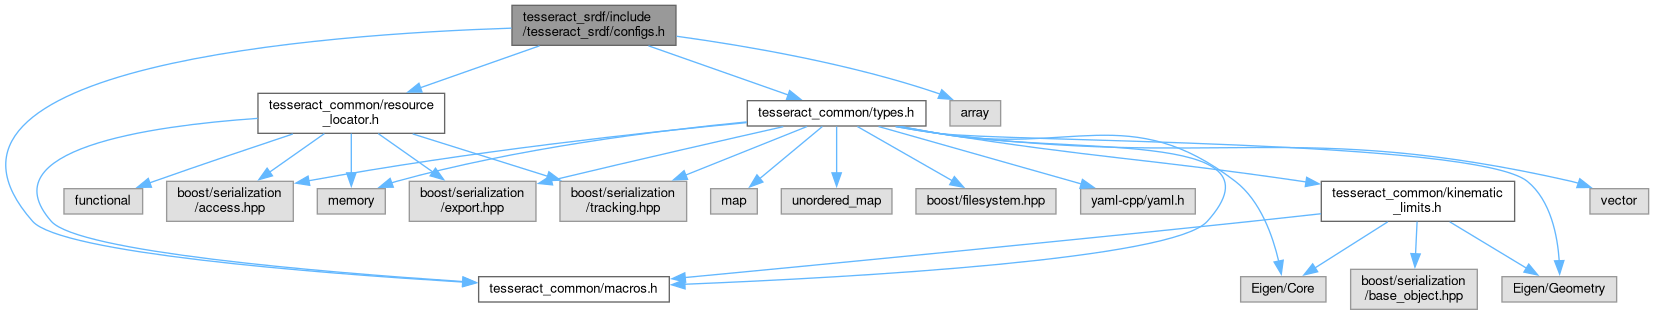 tesseract_srdf/include
/tesseract_srdf/configs.h
tesseract_common/resource
_locator.h
tesseract_common/types.h
array
functional
boost/serialization
/access.hpp
memory
boost/serialization
/export.hpp
boost/serialization
/tracking.hpp
map
unordered_map
boost/filesystem.hpp
yaml-cpp/yaml.h
tesseract_common/kinematic
_limits.h
vector
tesseract_common/macros.h
Eigen/Core
boost/serialization
/base_object.hpp
Eigen/Geometry